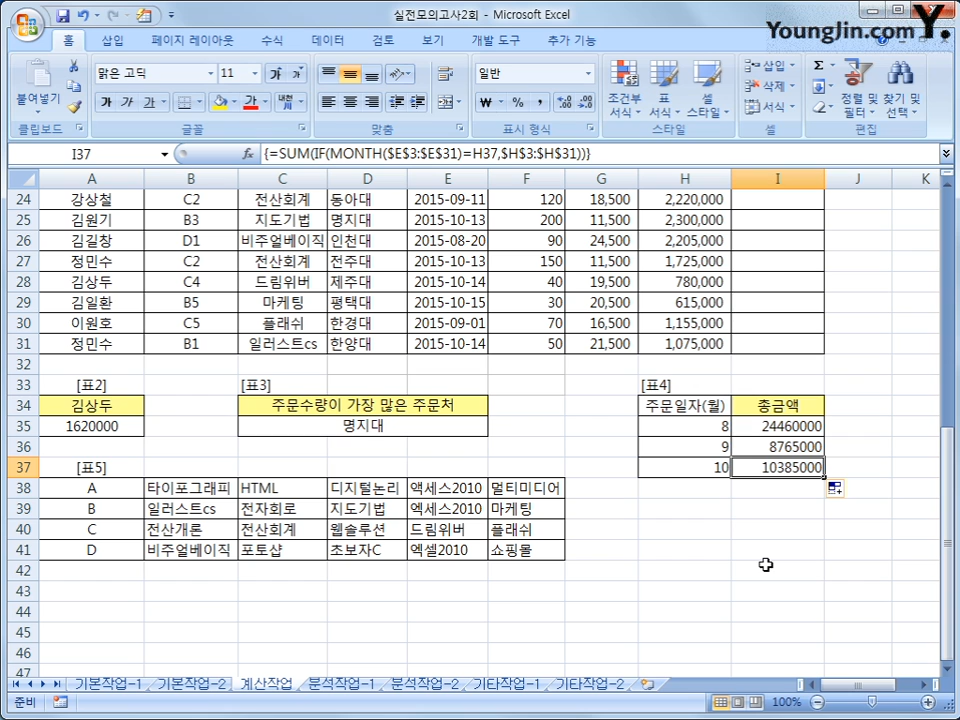 실전모의고사2회 - Microsoft Excel
YoungJin.com Y.
홈 삽입 페이지 레이아웃 수식 데이터 검토 보기 개발 도구 추가 기능
붙여넣기 맑은 고딕 11 일반 조건부 서식 표 서식 셀 스타일 삽입 삭제 서식 정렬 및 필터 찾기 및 선택
가 가 가 가 가 가 내천 % ,
클립보드 글꼴 맞춤 표시 형식 스타일 셀 편집
I37 fx {=SUM(IF(MONTH($E$3:$E$31)=H37,$H$3:$H$31))}
A B C D E F G H I J K
24 강상철 C2 전산회계 동아대 2015-09-11 120 18,500 2,220,000
25 김원기 B3 지도기법 명지대 2015-10-13 200 11,500 2,300,000
26 김길창 D1 비주얼베이직 인천대 2015-08-20 90 24,500 2,205,000
27 정민수 C2 전산회계 전주대 2015-10-13 150 11,500 1,725,000
28 김상두 C4 드림위버 제주대 2015-10-14 40 19,500 780,000
29 김일환 B5 마케팅 평택대 2015-10-15 30 20,500 615,000
30 이원호 C5 플래쉬 한경대 2015-09-01 70 16,500 1,155,000
31 정민수 B1 일러스트cs 한양대 2015-10-14 50 21,500 1,075,000
32
33 [표2] [표3] [표4]
34 김상두 주문수량이 가장 많은 주문처 주문일자(월) 총금액
35 1620000 명지대 8 24460000
36 9 8765000
37 [표5] 10 10385000
38 A 타이포그래피 HTML 디지털논리 액세스2010 멀티미디어
39 B 일러스트cs 전자회로 지도기법 엑세스2010 마케팅
40 C 전산개론 전산회계 웹솔루션 드림위버 플래쉬
41 D 비주얼베이직 포토샵 초보자C 엑셀2010 쇼핑몰
42
43
44
45
46
47
기본작업-1 기본작업-2 계산작업 분석작업-1 분석작업-2 기타작업-1 기타작업-2
준비 100%